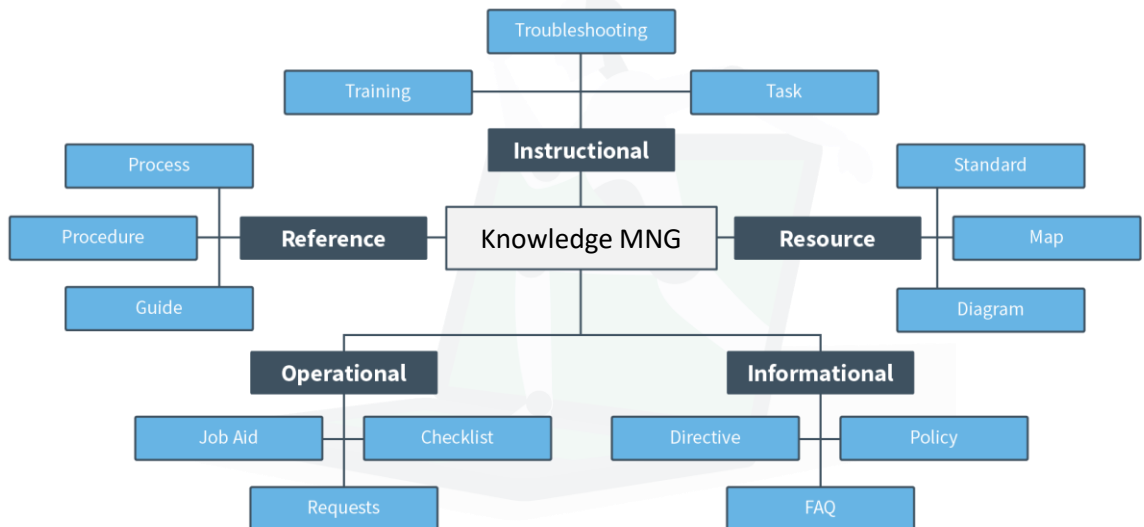 Troubleshooting
Training
Task
Instructional
Process
Standard
Procedure
Reference
Knowledge MNG
Resource
Map
Guide
Diagram
Operational
Informational
Job Aid
Checklist
Directive
Policy
Requests
FAQ